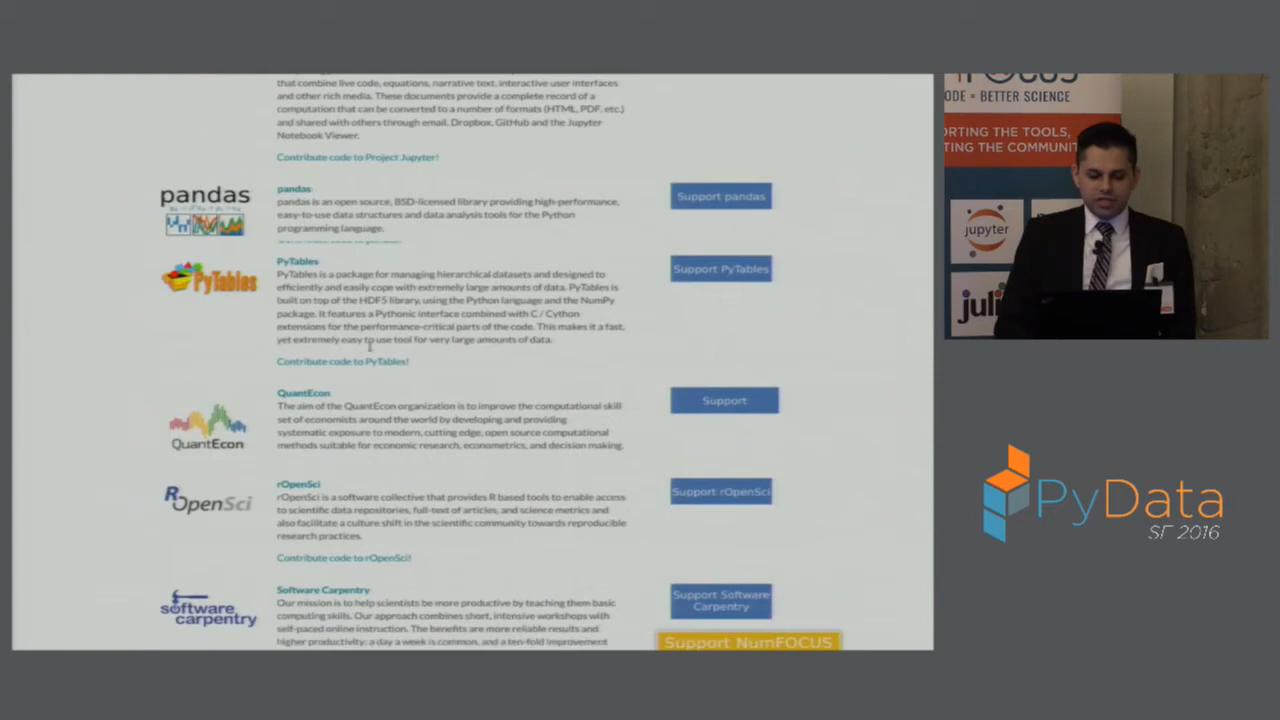 that combine live code, equations, narrative text, interactive user interfaces
and other rich media. These documents provide a complete record of a
computation that can be converted to a number of formats (HTML, PDF, etc.)
and shared with others through email, Dropbox, GitHub and the Jupyter
Notebook Viewer.
Contribute code to Project Jupyter!
pandas
pandas
pandas is an open source, BSD-licensed library providing high-performance,
easy-to-use data structures and data analysis tools for the Python
programming language.
Support pandas
PyTables
PyTables
PyTables is a package for managing hierarchical datasets and designed to
efficiently and easily cope with extremely large amounts of data. PyTables is
built on top of the HDF5 library, using the Python language and the NumPy
package. It features a Pythonic interface combined with C / Cython
extensions for the performance-critical parts of the code. This makes it a fast,
yet extremely easy to use tool for very large amounts of data.
Contribute code to PyTables!
Support PyTables
QuantEcon
QuantEcon
The aim of the QuantEcon organization is to improve the computational skill
set of economists around the world by developing and providing
systematic exposure to modern, cutting edge, open source computational
methods suitable for economic research, econometrics, and decision making.
Support
ROpenSci
rOpenSci
rOpenSci is a software collective that provides R based tools to enable access
to scientific data repositories, full-text of articles, and science metrics and
also facilitate a culture shift in the scientific community towards reproducible
research practices.
Contribute code to rOpenSci!
Support rOpenSci
software
carpentry
Software Carpentry
Our mission is to help scientists be more productive by teaching them basic
computing skills. Our approach combines short, intensive workshops with
self-paced online instruction. The benefits are more reliable results and
higher productivity: a day a week is common, and a ten-fold improvement
Support Software
Carpentry
Support NumFOCUS
FOCUS
ODE = BETTER SCIENCE
ORTING THE TOOLS,
TING THE COMMUNIT
jupyter
juli
PyData
SF 2016